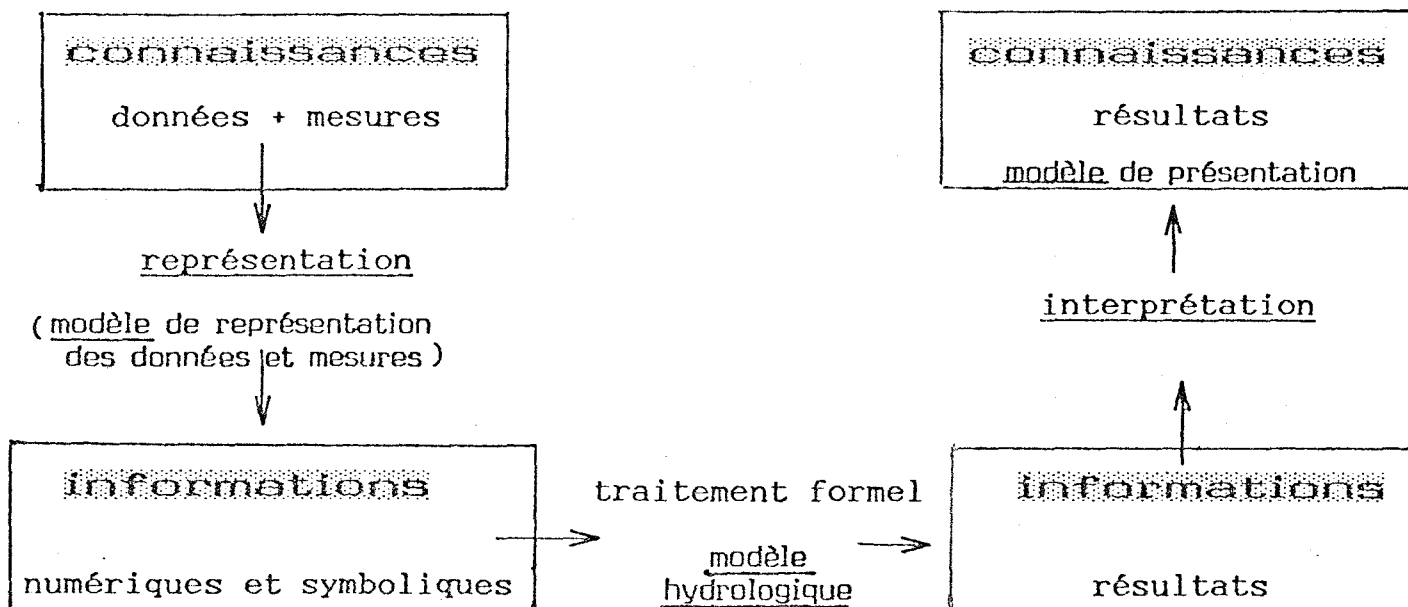 connaissances
données + mesures
représentation
(modèle de représentation
des données et mesures)
informations
numériques et symboliques
traitement formel
modèle
hydrologique
connaissances
résultats
modèle de présentation
interprétation
informations
résultats